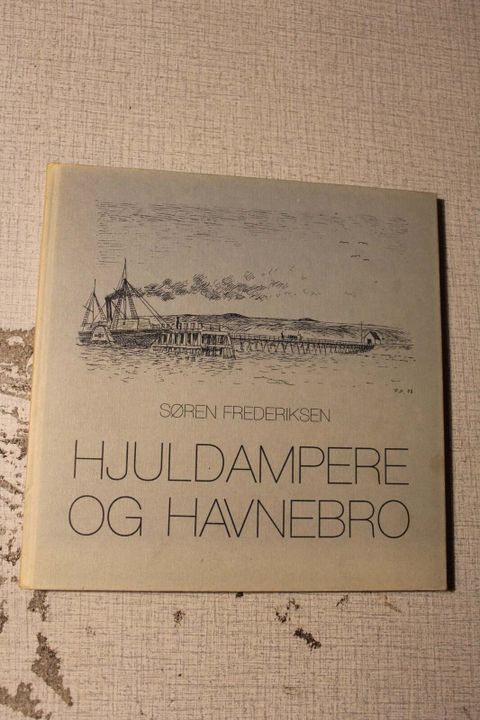 SØREN FREDERIKSEN
HJULDAMPERE
OG HAVNEBRO